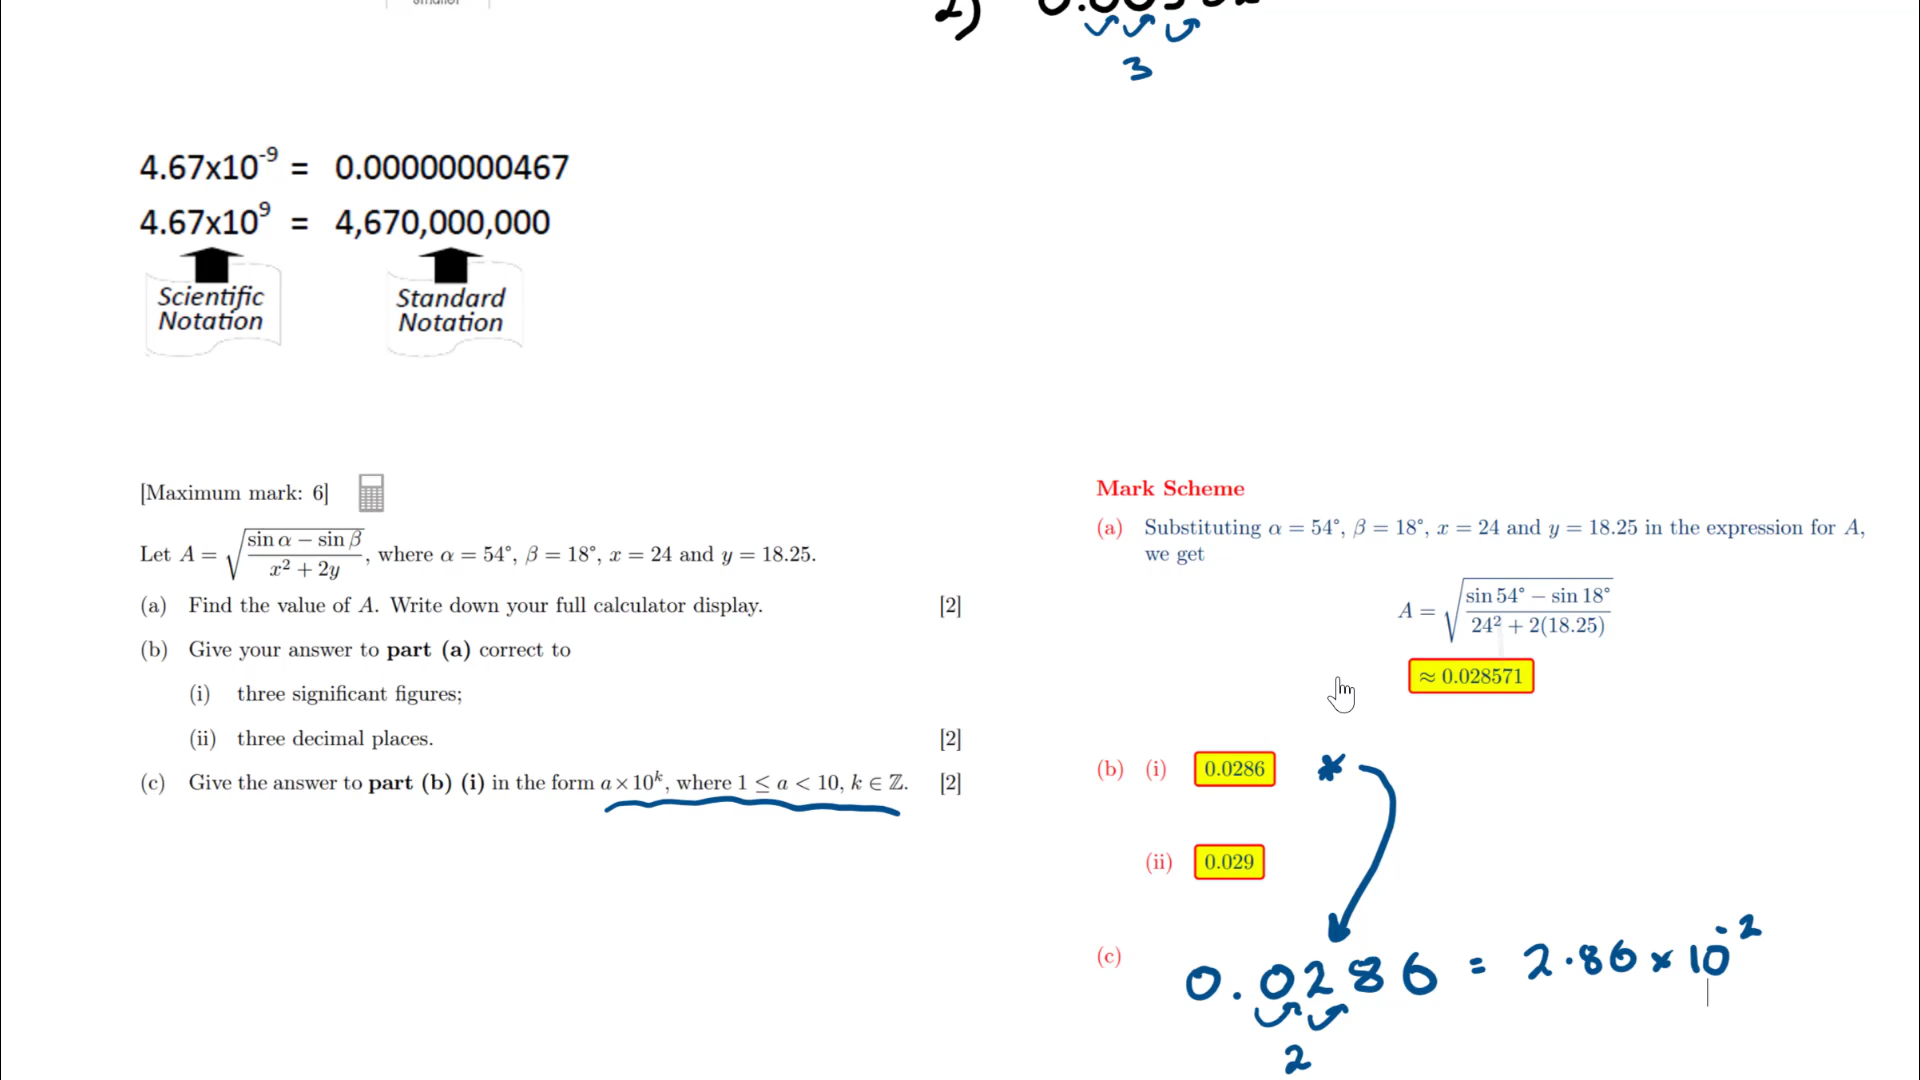 2)
3
4.67x10⁻⁹ = 0.00000000467
4.67x10⁹ = 4,670,000,000
Scientific Notation
Standard Notation
[Maximum mark: 6]
Let A = √((sin α − sin β)/(x² + 2y)), where α = 54°, β = 18°, x = 24 and y = 18.25.
(a) Find the value of A. Write down your full calculator display. [2]
(b) Give your answer to part (a) correct to
(i) three significant figures;
(ii) three decimal places. [2]
(c) Give the answer to part (b) (i) in the form a × 10ᵏ, where 1 ≤ a < 10, k ∈ ℤ. [2]
Mark Scheme
(a) Substituting α = 54°, β = 18°, x = 24 and y = 18.25 in the expression for A,
we get
A = √((sin 54° − sin 18°)/(24² + 2(18.25)))
≈ 0.028571
(b) (i) 0.0286 *
(ii) 0.029
(c) 0.0286 = 2.86 × 10⁻²
2